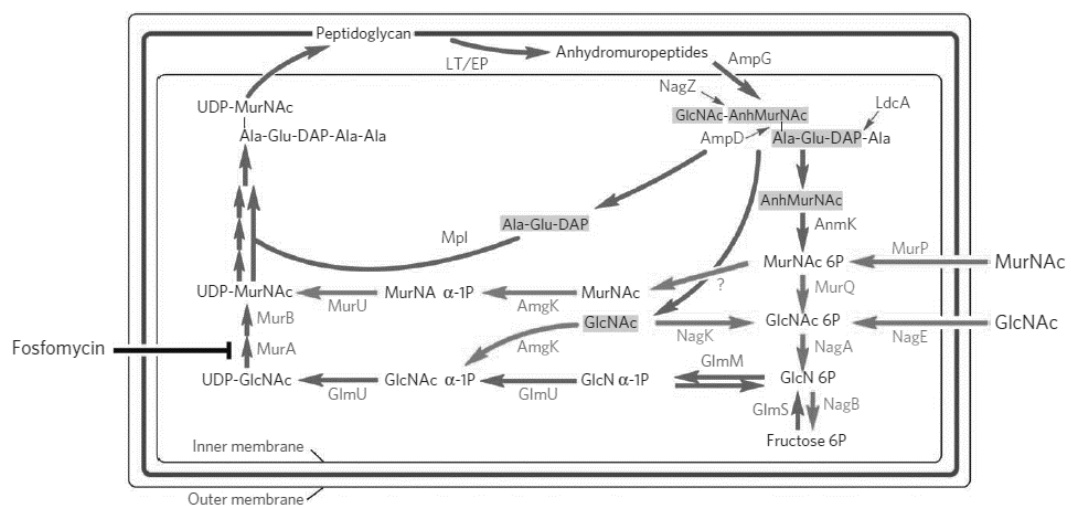 Peptidoglycan
LT/EP
Anhydromuropeptides
AmpG
NagZ
LdcA
UDP-MurNAc
GlcNAc-AnhMurNAc
Ala-Glu-DAP-Ala-Ala
AmpD
Ala-Glu-DAP-Ala
AnhMurNAc
Ala-Glu-DAP
AnmK
Mpl
MurNAc 6P
MurP
MurNAc
?
UDP-MurNAc
MurU
MurNA α-1P
AmgK
MurNAc
MurQ
MurB
GlcNAc
NagK
GlcNAc 6P
NagE
GlcNAc
Fosfomycin
MurA
AmgK
NagA
GlmM
UDP-GlcNAc
GlmU
GlcNAc α-1P
GlmU
GlcN α-1P
GlcN 6P
GlmS
NagB
Fructose 6P
Inner membrane
Outer membrane